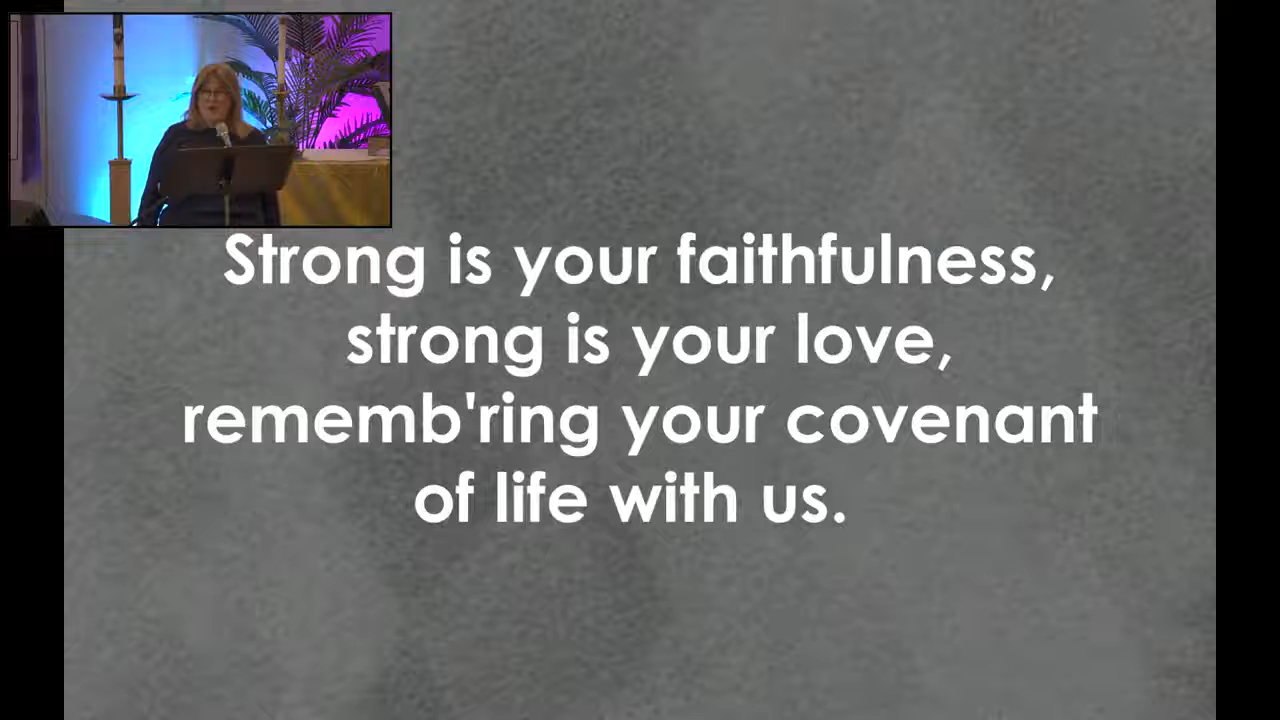 Strong is your faithfulness,
strong is your love,
rememb'ring your covenant
of life with us.